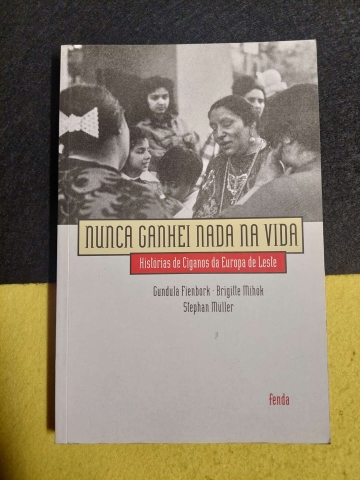 NUNCA GANHEI NADA NA VIDA
Histórias de Ciganos da Europa de Leste
Gundula Fienbork · Brigitte Mihok
Stephan Müller
fenda